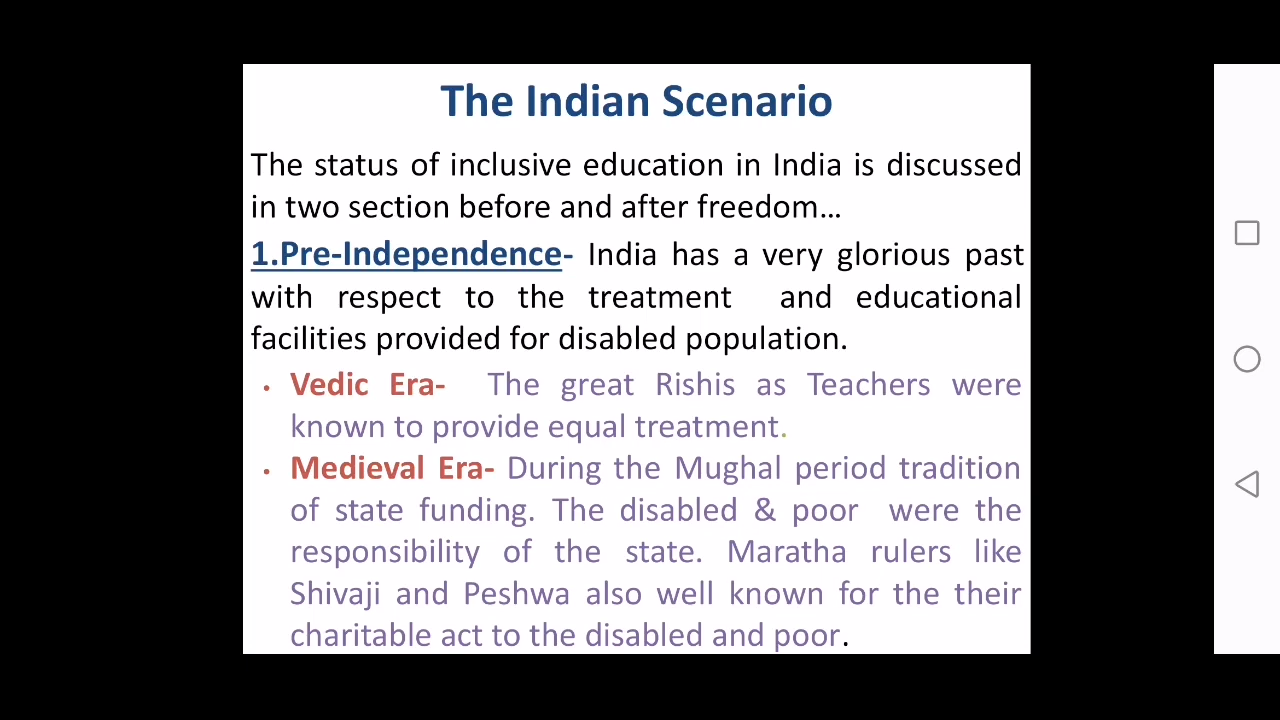 The Indian Scenario
The status of inclusive education in India is discussed
in two section before and after freedom...
1.Pre-Independence- India has a very glorious past
with respect to the treatment and educational
facilities provided for disabled population.
• Vedic Era- The great Rishis as Teachers were
known to provide equal treatment.
• Medieval Era- During the Mughal period tradition
of state funding. The disabled & poor were the
responsibility of the state. Maratha rulers like
Shivaji and Peshwa also well known for the their
charitable act to the disabled and poor.